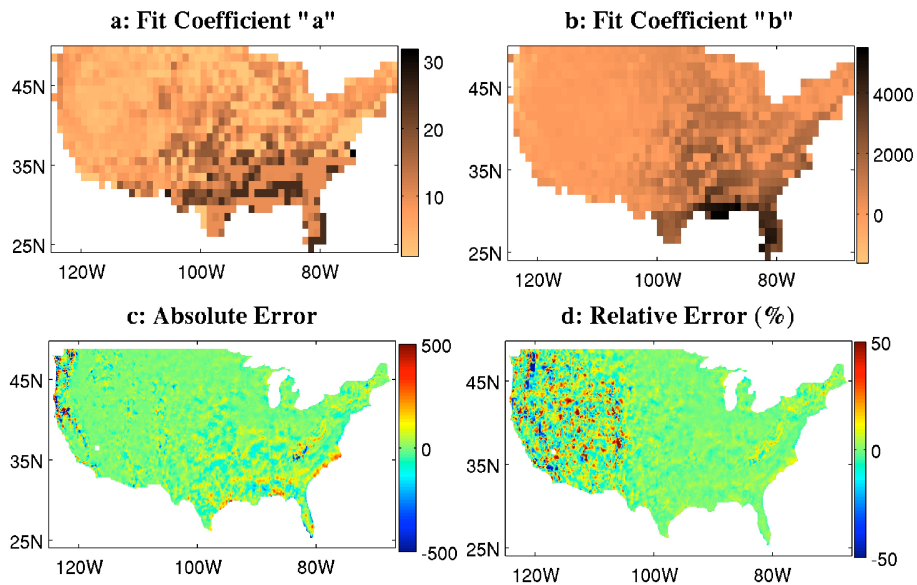 a: Fit Coefficient "a"
b: Fit Coefficient "b"
45N
35N
25N
120W
100W
80W
30
20
10
45N
35N
25N
120W
100W
80W
4000
2000
0
c: Absolute Error
d: Relative Error (%)
45N
35N
25N
120W
100W
80W
500
0
-500
45N
35N
25N
120W
100W
80W
50
0
-50